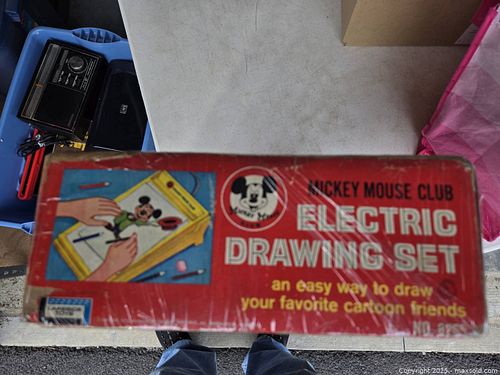 MICKEY MOUSE CLUB
ELECTRIC
DRAWING SET
an easy way to draw
your favorite cartoon friends
NO.
Copyright 2025 - maxsold.com